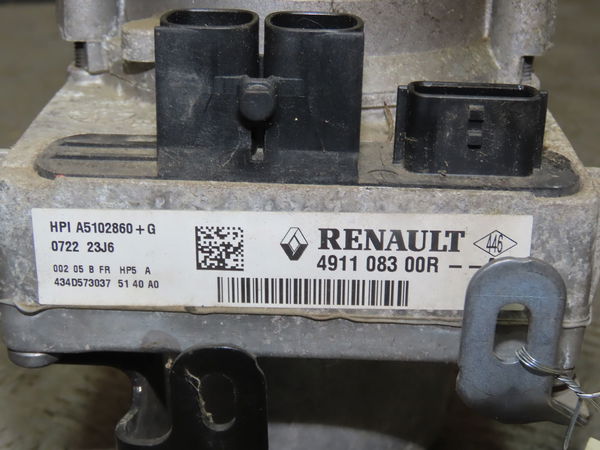 HPI A5102860+G
0722 23J6
002 05 B FR HP5 A
434D573037 51 40 A0
RENAULT
4911 083 00R --
446